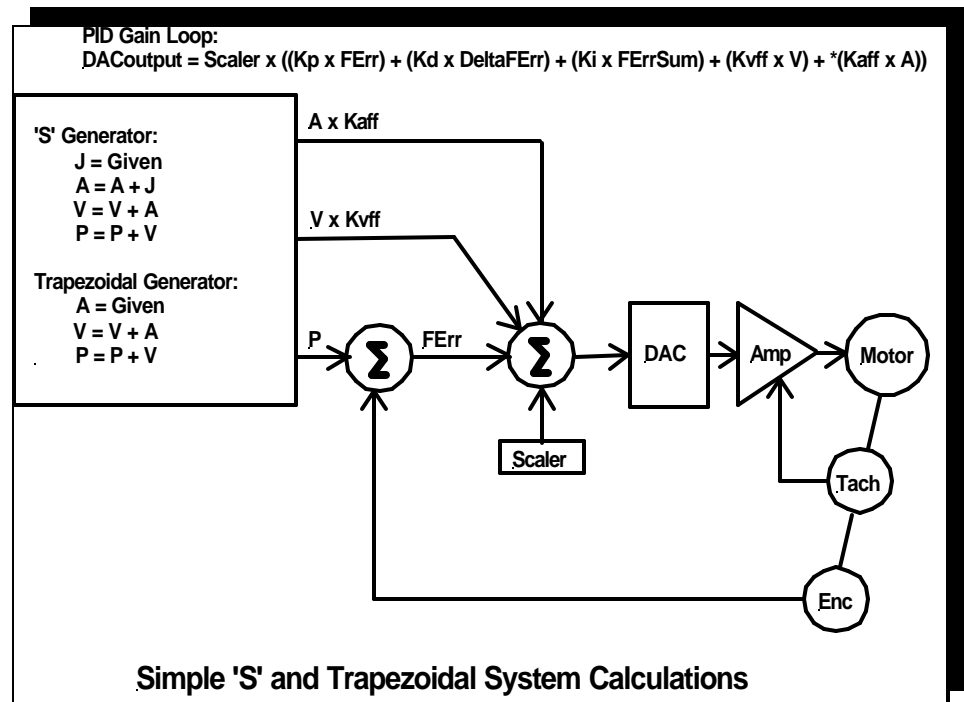 PID Gain Loop:
DACoutput = Scaler x ((Kp x FErr) + (Kd x DeltaFErr) + (Ki x FErrSum) + (Kvff x V) + *(Kaff x A))
'S' Generator:
J = Given
A = A + J
V = V + A
P = P + V
Trapezoidal Generator:
A = Given
V = V + A
P = P + V
A x Kaff
V x Kvff
P
Σ
FErr
Σ
DAC
Amp
Motor
Scaler
Tach
Enc
Simple 'S' and Trapezoidal System Calculations